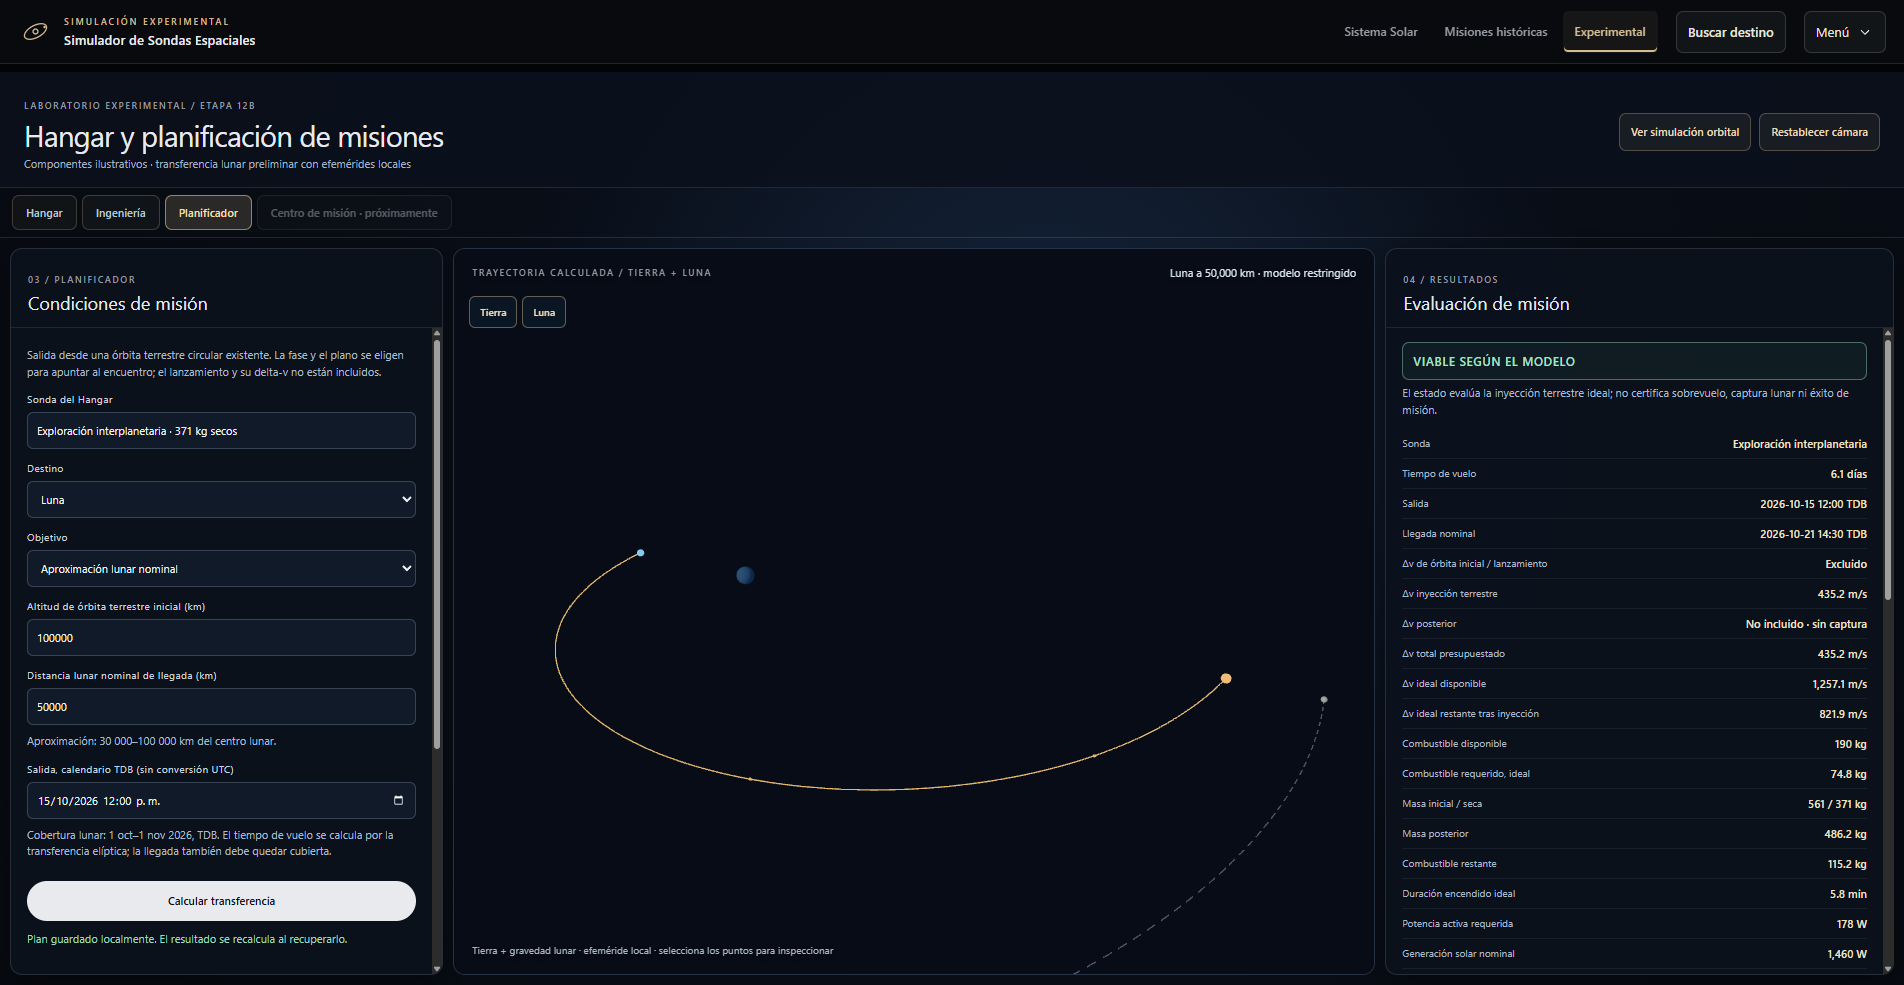 SIMULACIÓN EXPERIMENTAL
Simulador de Sondas Espaciales
Sistema Solar
Misiones históricas
Experimental
Buscar destino
Menú
LABORATORIO EXPERIMENTAL / ETAPA 12B
Hangar y planificación de misiones
Componentes ilustrativos · transferencia lunar preliminar con efemérides locales
Ver simulación orbital
Restablecer cámara
Hangar
Ingeniería
Planificador
Centro de misión · próximamente
03 / PLANIFICADOR
Condiciones de misión
Salida desde una órbita terrestre circular existente. La fase y el plano se eligen
para apuntar al encuentro; el lanzamiento y su delta-v no están incluidos.
Sonda del Hangar
Exploración interplanetaria · 371 kg secos
Destino
Luna
Objetivo
Aproximación lunar nominal
Altitud de órbita terrestre inicial (km)
100000
Distancia lunar nominal de llegada (km)
50000
Aproximación: 30 000–100 000 km del centro lunar.
Salida, calendario TDB (sin conversión UTC)
15/10/2026 12:00 p. m.
Cobertura lunar: 1 oct–1 nov 2026, TDB. El tiempo de vuelo se calcula por la
transferencia elíptica; la llegada también debe quedar cubierta.
Calcular transferencia
Plan guardado localmente. El resultado se recalcula al recuperarlo.
TRAYECTORIA CALCULADA / TIERRA + LUNA
Luna a 50,000 km · modelo restringido
Tierra
Luna
Tierra + gravedad lunar · efeméride local · selecciona los puntos para inspeccionar
04 / RESULTADOS
Evaluación de misión
VIABLE SEGÚN EL MODELO
El estado evalúa la inyección terrestre ideal; no certifica sobrevuelo, captura lunar ni éxito de
misión.
Sonda Exploración interplanetaria
Tiempo de vuelo 6.1 días
Salida 2026-10-15 12:00 TDB
Llegada nominal 2026-10-21 14:30 TDB
Δv de órbita inicial / lanzamiento Excluido
Δv inyección terrestre 435.2 m/s
Δv posterior No incluido · sin captura
Δv total presupuestado 435.2 m/s
Δv ideal disponible 1,257.1 m/s
Δv ideal restante tras inyección 821.9 m/s
Combustible disponible 190 kg
Combustible requerido, ideal 74.8 kg
Masa inicial / seca 561 / 371 kg
Masa posterior 486.2 kg
Combustible restante 115.2 kg
Duración encendido ideal 5.8 min
Potencia activa requerida 178 W
Generación solar nominal 1,460 W